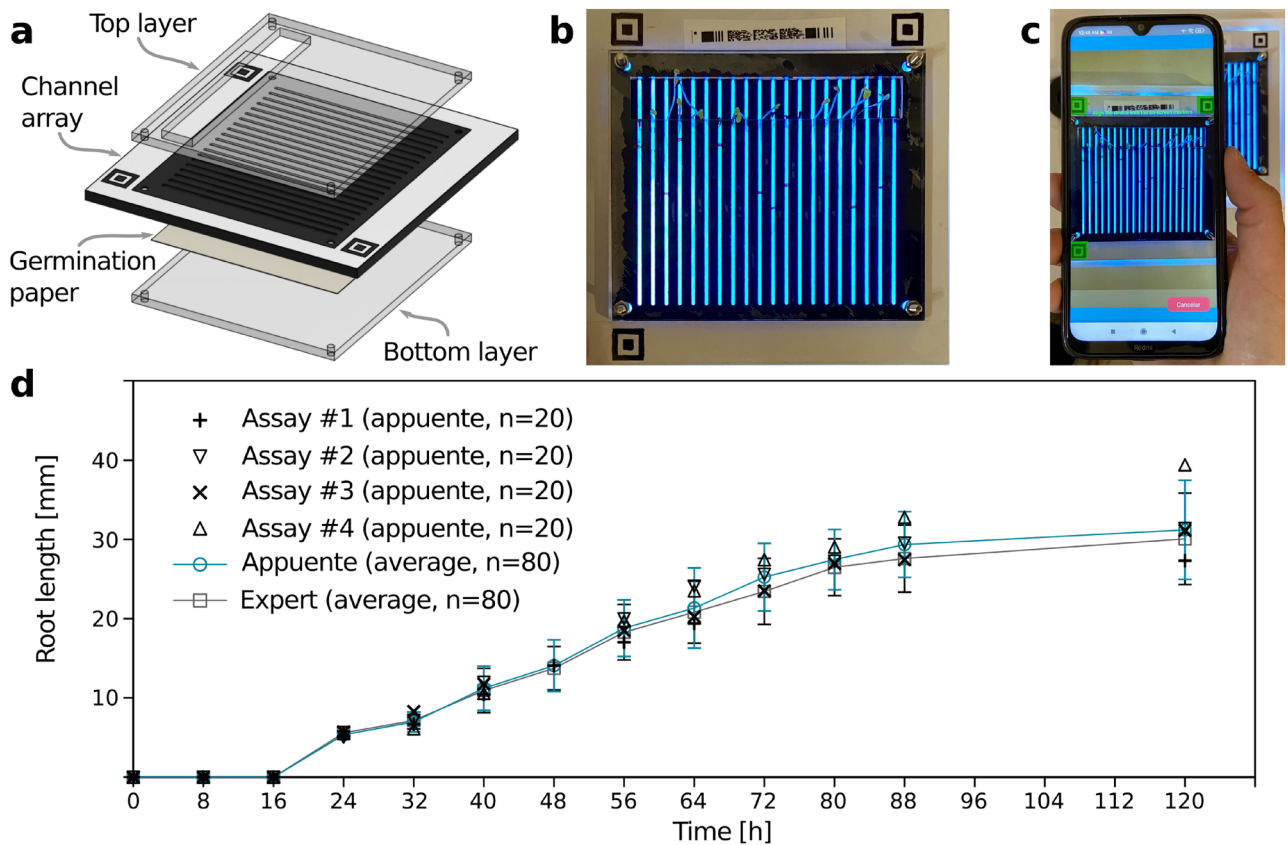 a
Top layer
Channel
array
Germination
paper
Bottom layer
b
c
Cancelar
Redmi
d
Assay #1 (appuente, n=20)
Assay #2 (appuente, n=20)
Assay #3 (appuente, n=20)
Assay #4 (appuente, n=20)
Appuente (average, n=80)
Expert (average, n=80)
Root length [mm]
40
30
20
10
0 8 16 24 32 40 48 56 64 72 80 88 96 104 112 120
Time [h]